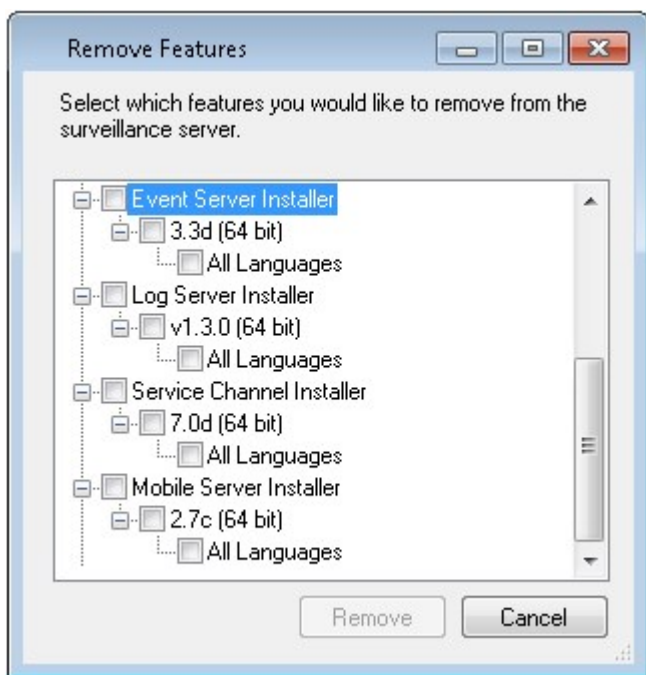 Remove Features
Select which features you would like to remove from the
surveillance server.
Event Server Installer
3.3d (64 bit)
All Languages
Log Server Installer
v1.3.0 (64 bit)
All Languages
Service Channel Installer
7.0d (64 bit)
All Languages
Mobile Server Installer
2.7c (64 bit)
All Languages
Remove Cancel